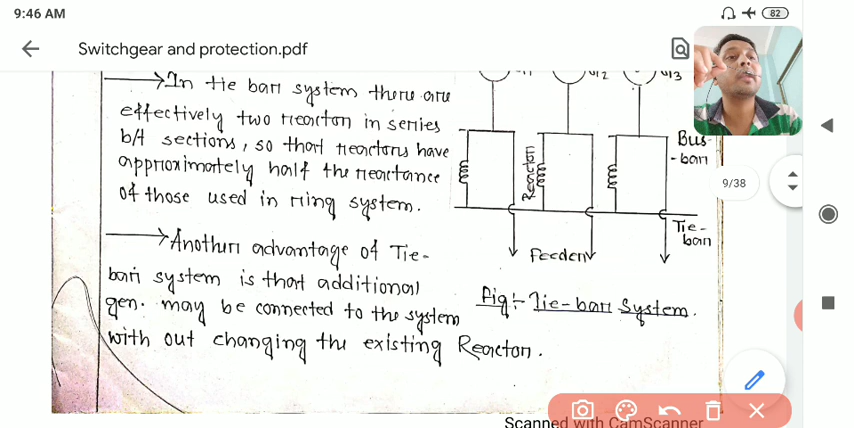 9:46 AM
82
Switchgear and protection.pdf
→In tie bar system there are
effectively two reactor in series
b/t sections, so that reactors have
approximately half the reactance
of those used in ring system.
→Another advantage of Tie-
bar system is that additional
gen. may be connected to the system
with out changing the existing Reactor.
G12
G13
Reactor
Bus-
-bar
9/38
Tie-
bar
Feeder
Fig:- Tie-bar System.
Scanned with CamScanner